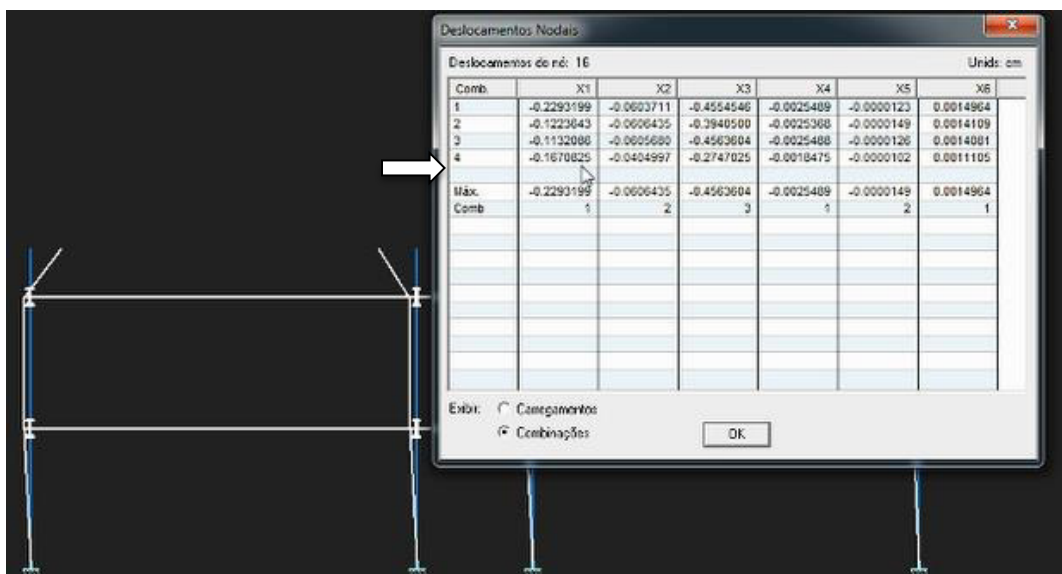 Deslocamentos Nodais
Deslocamentos do nó: 16 Unids: cm
Comb. X1 X2 X3 X4 X5 X6
1 -0.2293199 -0.0603711 -0.4554546 -0.0025489 -0.0000123 0.0014964
2 -0.1223643 -0.0606435 -0.3940500 -0.0025368 -0.0000149 0.0014109
3 -0.1132088 -0.0605680 -0.4563604 -0.0025488 -0.0000126 0.0014081
4 -0.1670825 -0.0404997 -0.2747025 -0.0018475 -0.0000102 0.0011105
Máx. -0.2293199 -0.0606435 -0.4563604 -0.0025489 -0.0000149 0.0014964
Comb 1 2 3 1 2 1
Exibir: Carregamentos
Combinações OK